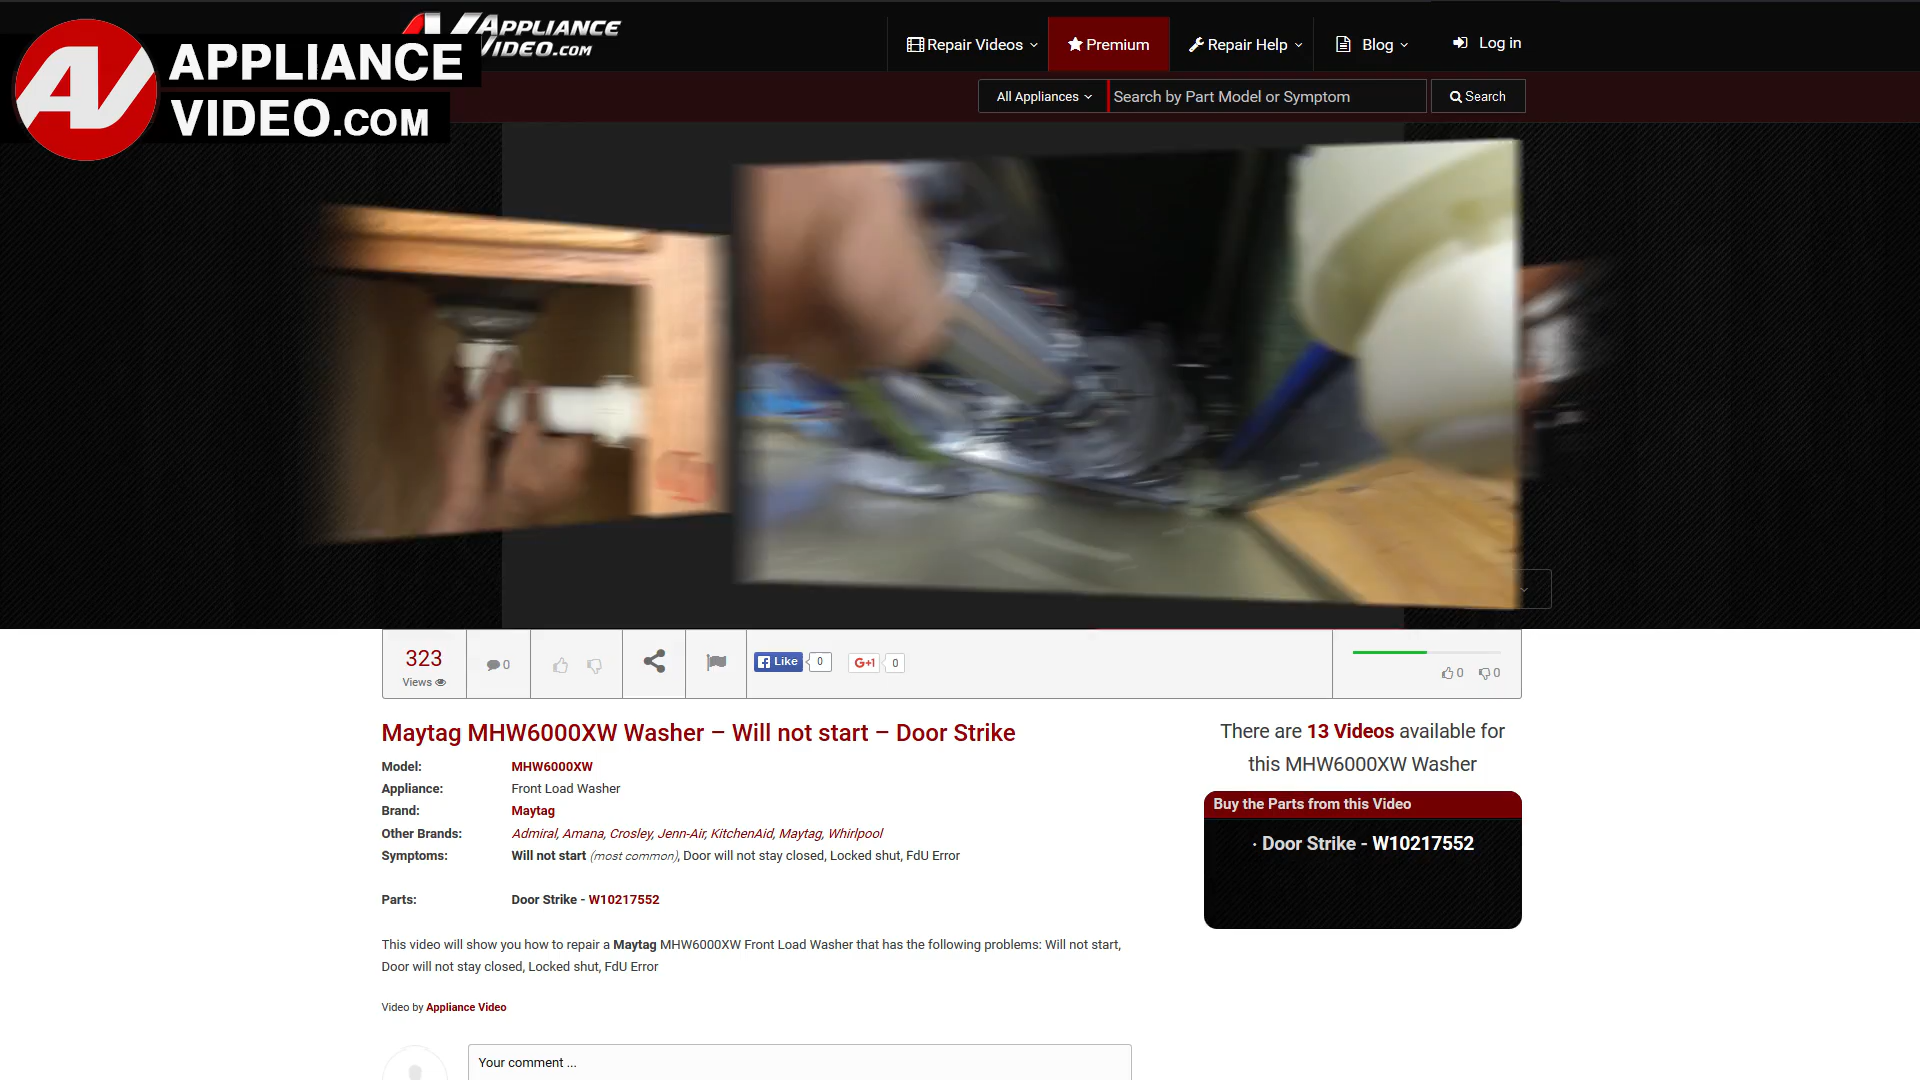 APPLIANCE
VIDEO.COM
APPLIANCE
VIDEO.COM
Repair Videos
Premium
Repair Help
Blog
Log in
All Appliances
Search by Part Model or Symptom
Search
323
Views
0
Like
0
G+1
0
0
0
Maytag MHW6000XW Washer – Will not start – Door Strike
Model: MHW6000XW
Appliance: Front Load Washer
Brand: Maytag
Other Brands: Admiral, Amana, Crosley, Jenn-Air, KitchenAid, Maytag, Whirlpool
Symptoms: Will not start (most common), Door will not stay closed, Locked shut, FdU Error
Parts: Door Strike - W10217552
This video will show you how to repair a Maytag MHW6000XW Front Load Washer that has the following problems: Will not start,
Door will not stay closed, Locked shut, FdU Error
Video by Appliance Video
Your comment ...
There are 13 Videos available for
this MHW6000XW Washer
Buy the Parts from this Video
· Door Strike - W10217552